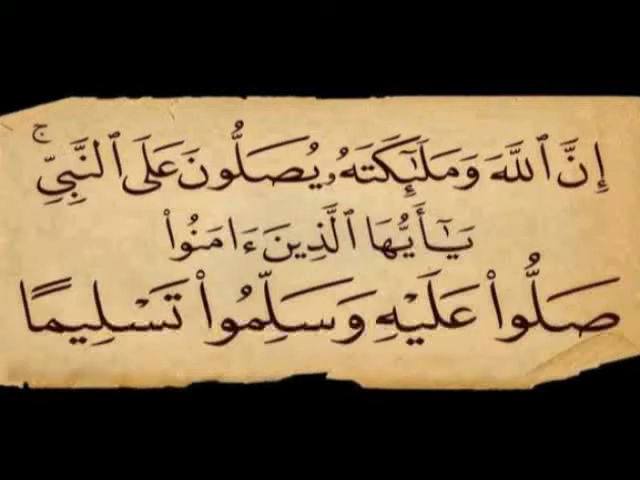 إِنَّ ٱللَّهَ وَمَلَٰٓئِكَتَهُۥ يُصَلُّونَ عَلَى ٱلنَّبِىِّ ۚ
يَٰٓأَيُّهَا ٱلَّذِينَ ءَامَنُوا۟
صَلُّوا۟ عَلَيْهِ وَسَلِّمُوا۟ تَسْلِيمًا